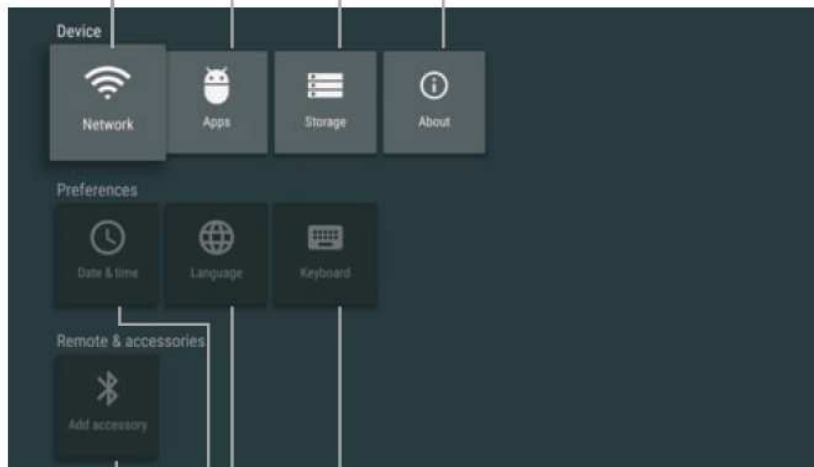 Device
Network
Apps
Storage
About
Preferences
Date & time
Language
Keyboard
Remote & accessories
Add accessory